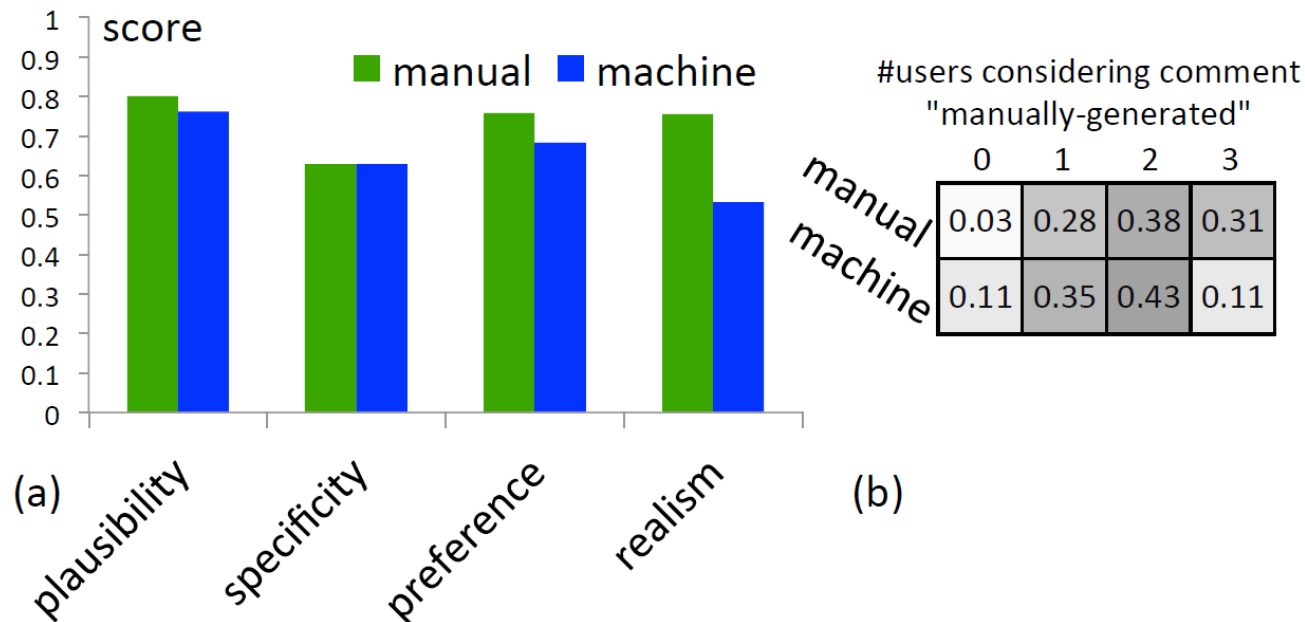 score
manual machine
1
0.9
0.8
0.7
0.6
0.5
0.4
0.3
0.2
0.1
0
plausibility
specificity
preference
realism
(a)
#users considering comment
"manually-generated"
0 1 2 3
manual 0.03 0.28 0.38 0.31
machine 0.11 0.35 0.43 0.11
(b)